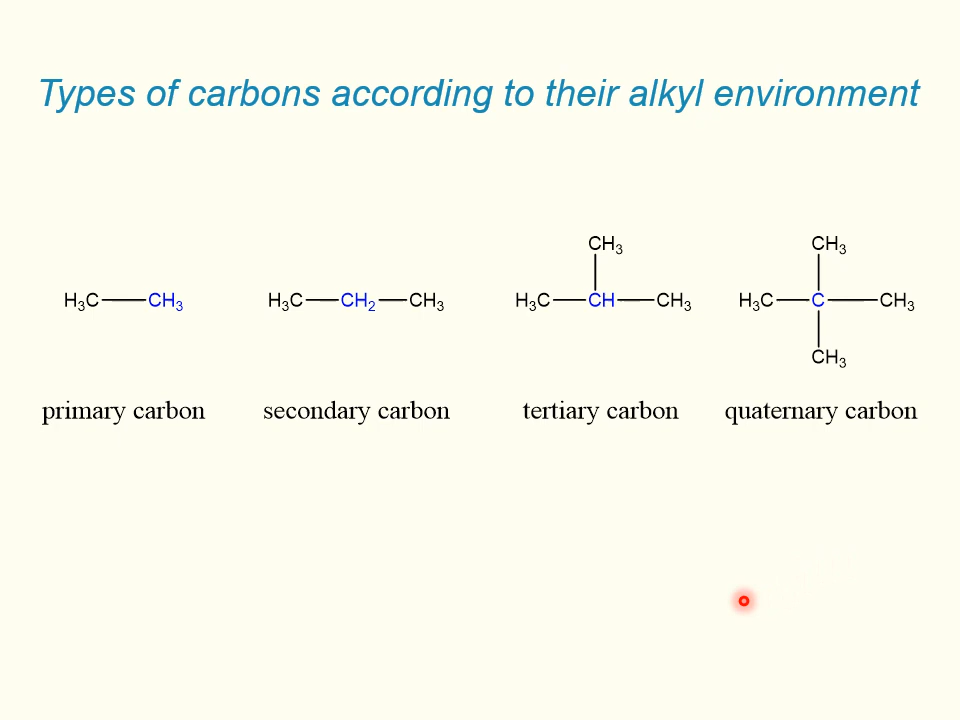 Types of carbons according to their alkyl environment
CH3 CH3
H3C CH3 H3C CH2 CH3 H3C CH CH3 H3C C CH3
CH3
primary carbon secondary carbon tertiary carbon quaternary carbon